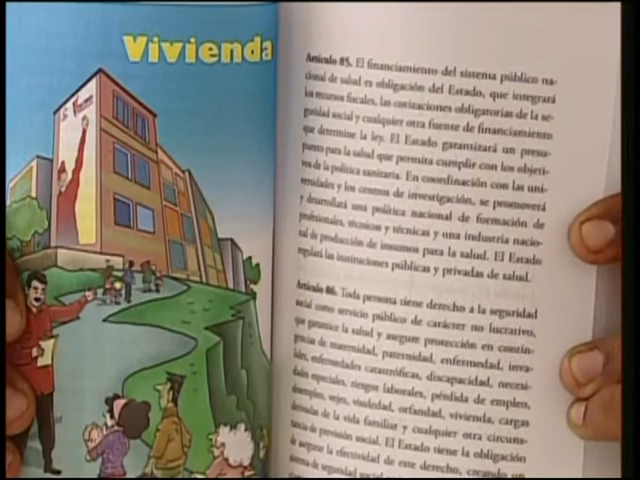 Vivienda
Artículo 85. El financiamiento del sistema público na-
cional de salud es obligación del Estado, que integrará
los recursos fiscales, las cotizaciones obligatorias de la se-
guridad social y cualquier otra fuente de financiamiento
que determine la ley. El Estado garantizará un presu-
puesto para la salud que permita cumplir con los objeti-
vos de la política sanitaria. En coordinación con las uni-
versidades y los centros de investigación, se promoverá
y desarrollará una política nacional de formación de
profesionales, técnicos y técnicas y una industria nacio-
nal de producción de insumos para la salud. El Estado
regulará las instituciones públicas y privadas de salud.
Artículo 86. Toda persona tiene derecho a la seguridad
social como servicio público de carácter no lucrativo,
que garantice la salud y asegure protección en contin-
gencias de maternidad, paternidad, enfermedad, inva-
lidez, enfermedades catastróficas, discapacidad, necesi-
dades especiales, riesgos laborales, pérdida de empleo,
desempleo, vejez, viudedad, orfandad, vivienda, cargas
derivadas de la vida familiar y cualquier otra circuns-
tancia de previsión social. El Estado tiene la obligación
de asegurar la efectividad de este derecho, creando un
sistema de seguridad social